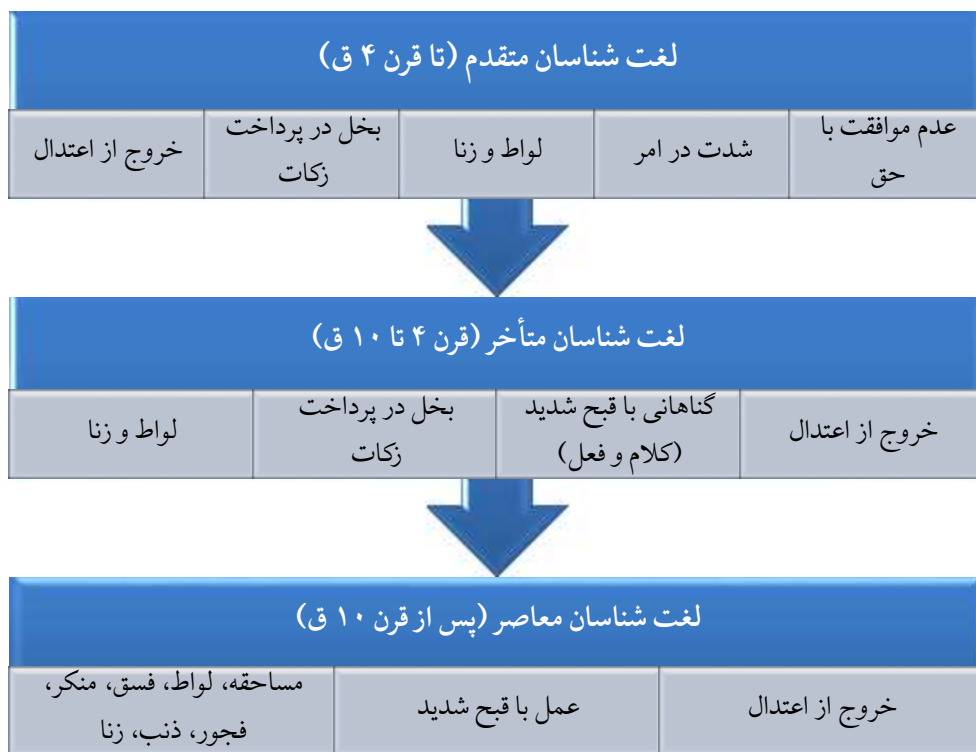 لغت شناسان متقدم (تا قرن ۴ ق)
عدم موافقت با
حق
شدت در امر
لواط و زنا
بخل در پرداخت
زکات
خروج از اعتدال
لغت شناسان متأخر (قرن ۴ تا ۱۰ ق)
خروج از اعتدال
گناهانی با قبح شدید
(کلام و فعل)
بخل در پرداخت
زکات
لواط و زنا
لغت شناسان معاصر (پس از قرن ۱۰ ق)
خروج از اعتدال
عمل با قبح شدید
مساحقه، لواط، فسق، منکر،
فجور، ذنب، زنا